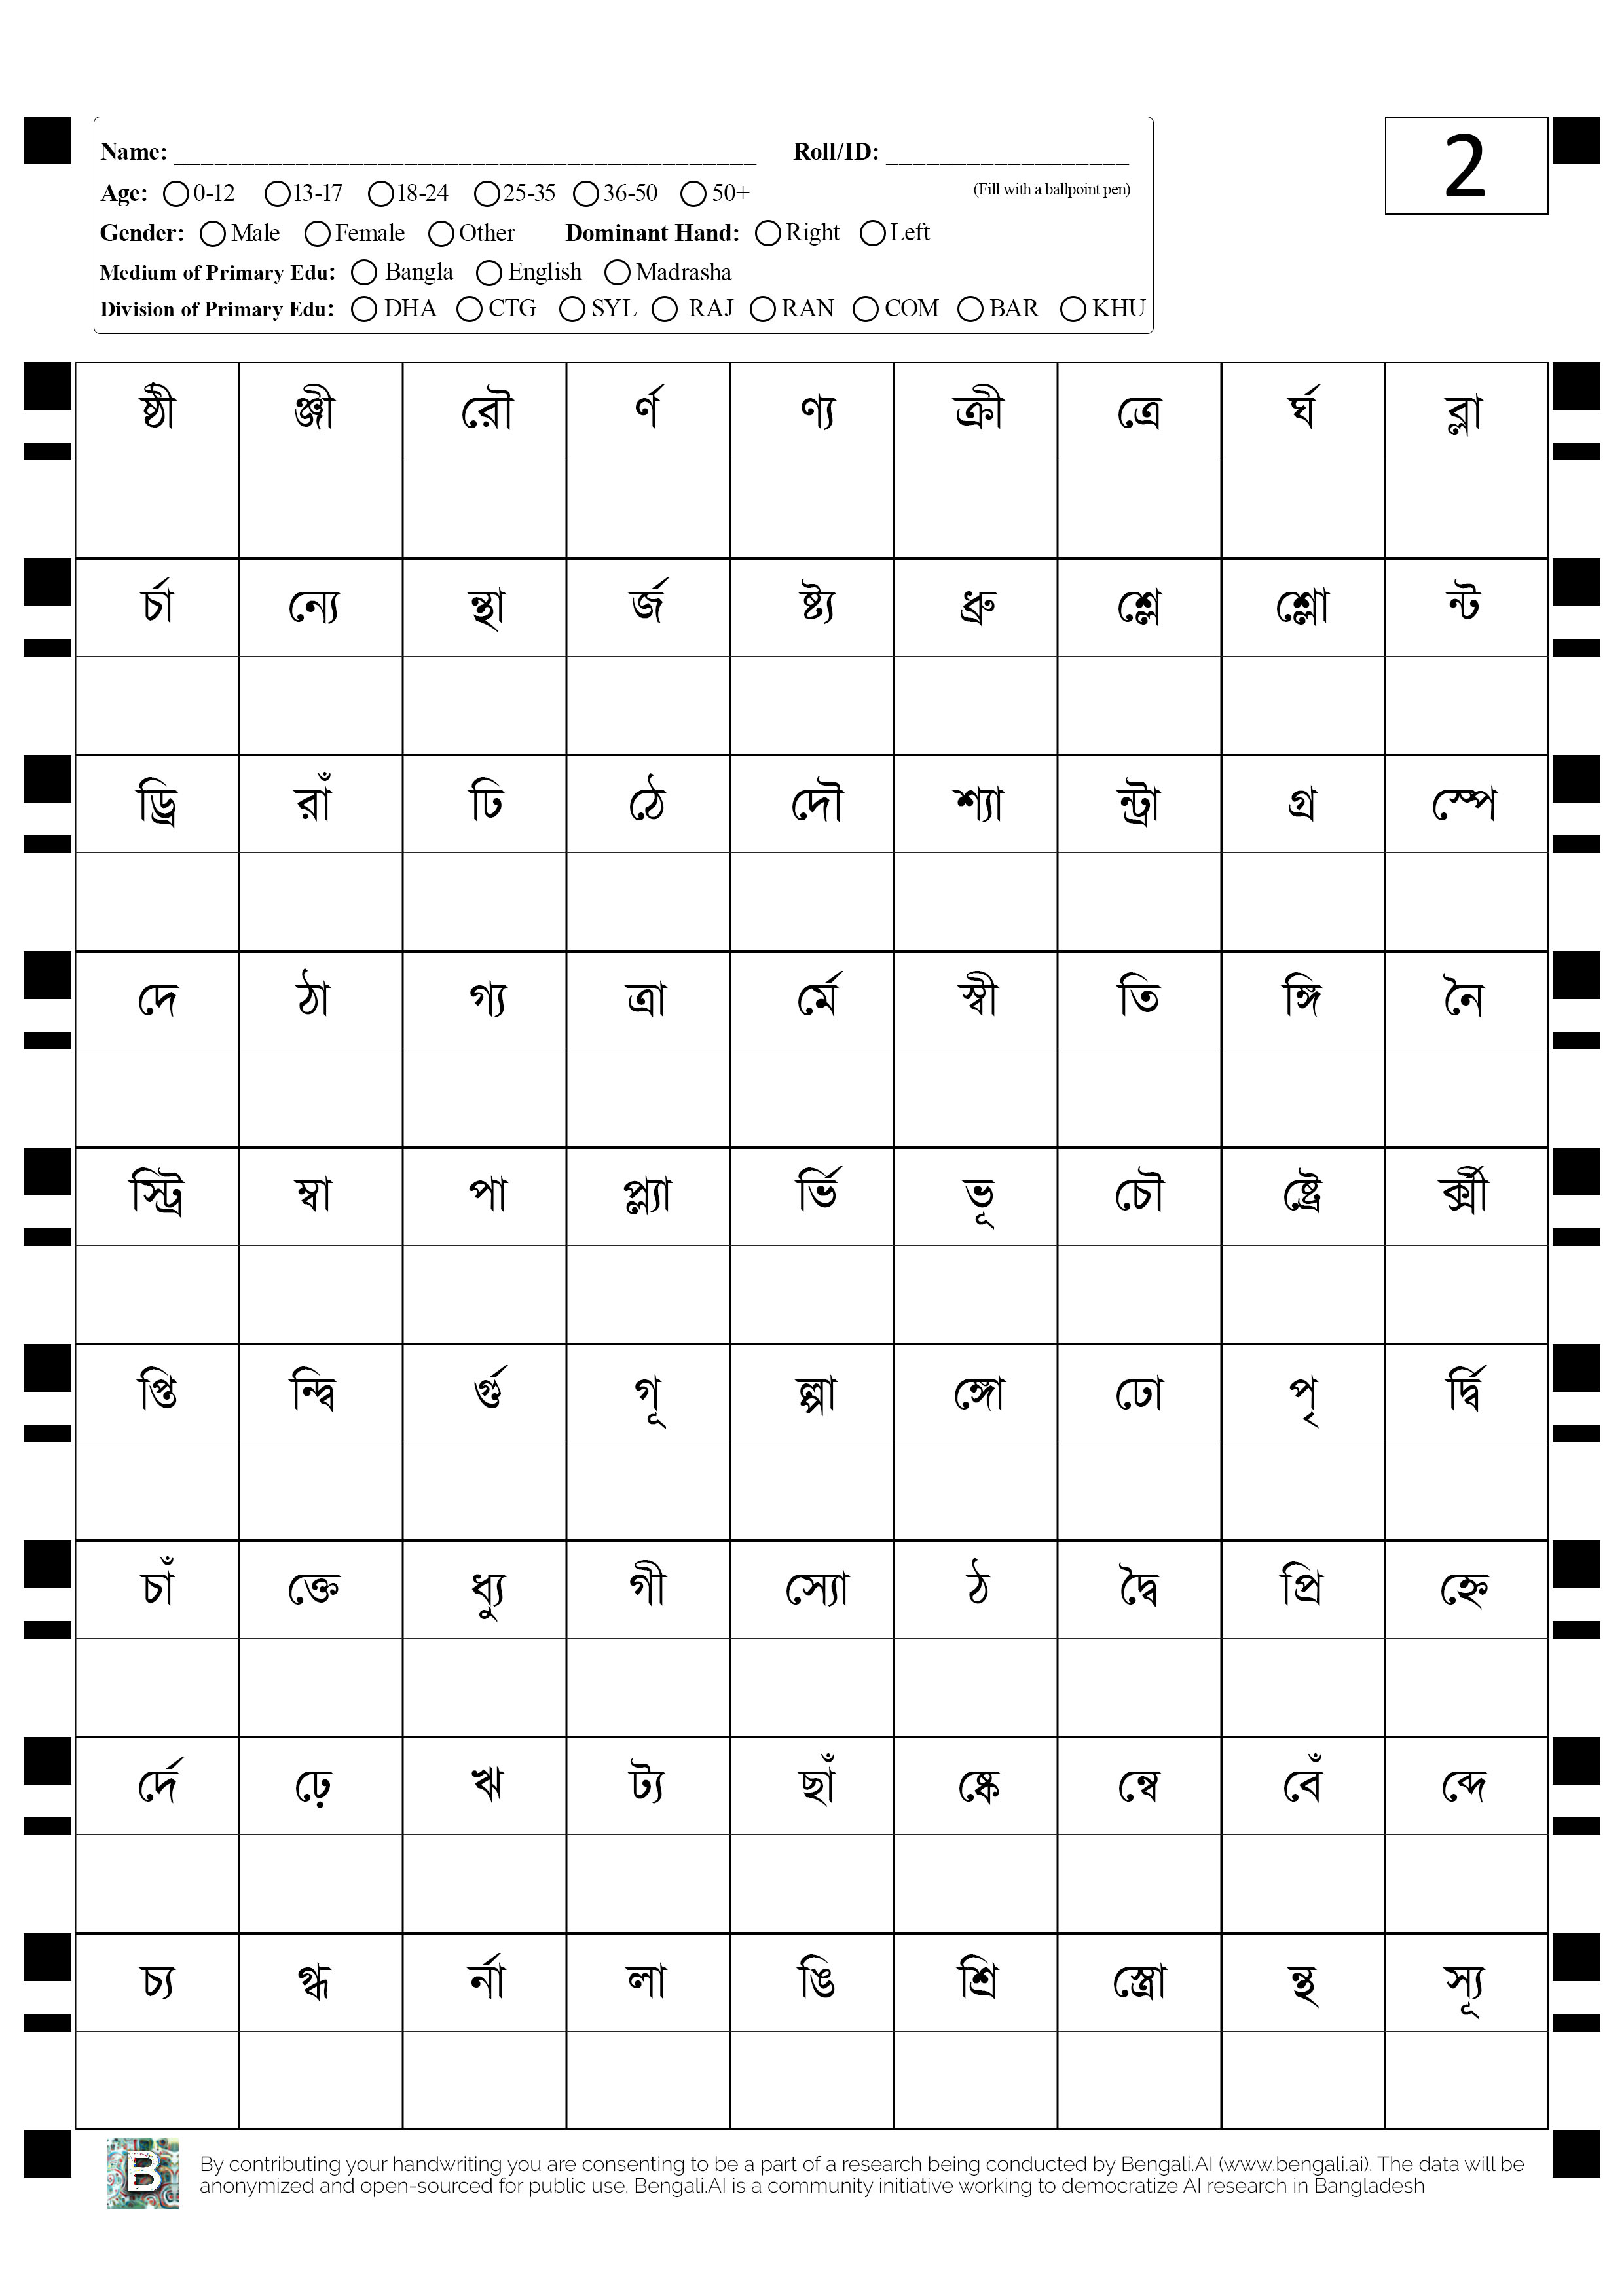 Name: ___________________________________________ Roll/ID: __________________
Age: 0-12 13-17 18-24 25-35 36-50 50+ (Fill with a ballpoint pen)
Gender: Male Female Other Dominant Hand: Right Left
Medium of Primary Edu: Bangla English Madrasha
Division of Primary Edu: DHA CTG SYL RAJ RAN COM BAR KHU
2
ষ্ঠী ঞ্জী রৌ র্ণ ণ্য ক্রী ত্রে র্ঘ ব্লা
র্চা ন্যে ন্থা র্জ ষ্ট্য ধ্রু শ্লে শ্লো ন্ট
ড্রি রাঁ ঢি ঠে দৌ শ্যা ন্ট্রা গ্র স্পে
দে ঠা গ্য ত্রা র্মে স্বী তি ঙ্গি নৈ
স্ট্রি ম্বা পা প্ল্যা র্ভি ভূ চৌ ষ্ট্রে র্ক্সী
প্তি ন্দ্বি র্গু গূ ল্পা ঙ্গো ঢো পৃ র্দ্বি
চাঁ ক্তে ধ্যু গী স্যো ঠ দ্বৈ প্রি হ্নে
র্দে ঢ়ে ঋ ট্য ছাঁ ষ্কে ন্বে বেঁ ব্দে
চ্য গ্ধ র্না লা ঙি শ্রি স্ত্রো ন্থ স্যূ
B
By contributing your handwriting you are consenting to be a part of a research being conducted by Bengali.AI (www.bengali.ai). The data will be
anonymized and open-sourced for public use. Bengali.AI is a community initiative working to democratize AI research in Bangladesh